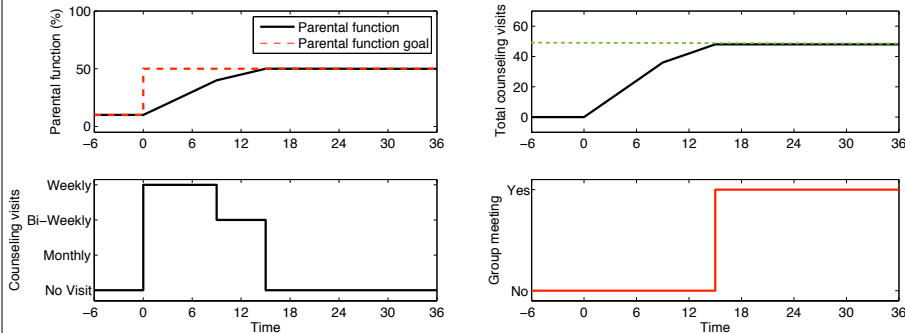 Parental function (%)
100
50
0
Parental function
Parental function goal
−6 0 6 12 18 24 30 36
Total counseling visits
60
40
20
0
−6 0 6 12 18 24 30 36
Counseling visits
Weekly
Bi−Weekly
Monthly
No Visit
−6 0 6 12 18 24 30 36
Time
Group meeting
Yes
No
−6 0 6 12 18 24 30 36
Time